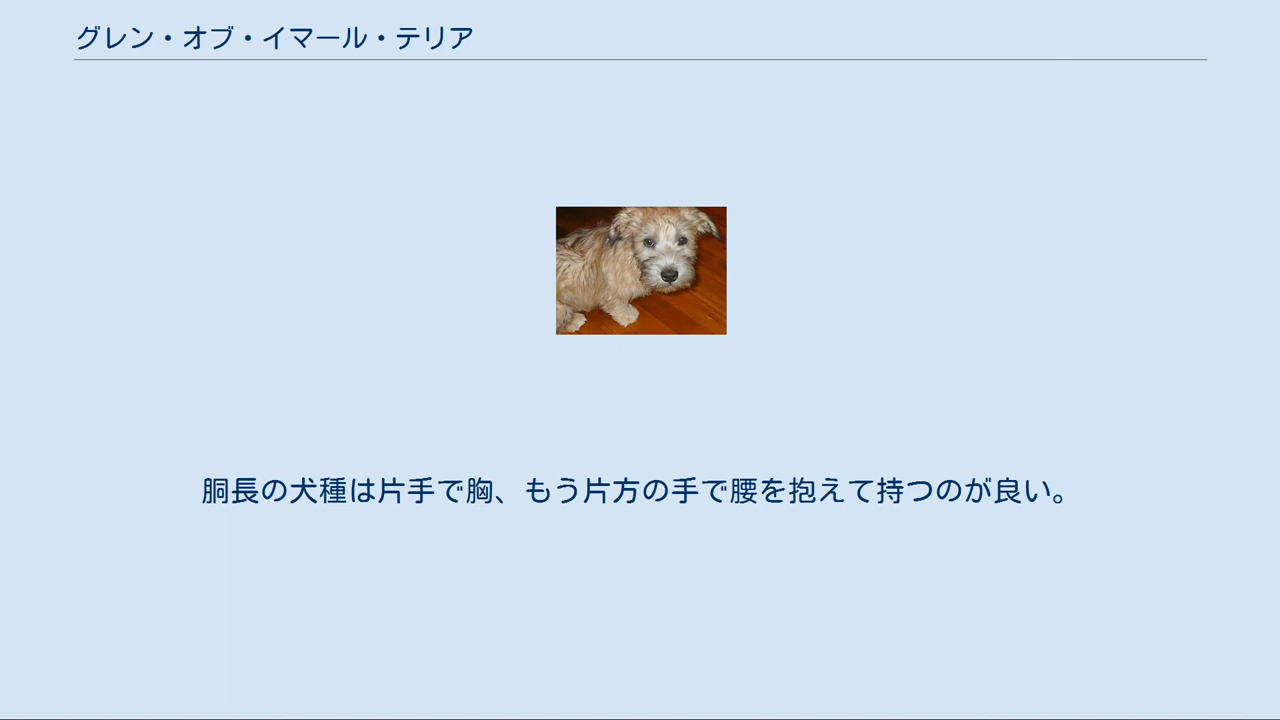 グレン・オブ・イマール・テリア
胴長の犬種は片手で胸、もう片方の手で腰を抱えて持つのが良い。